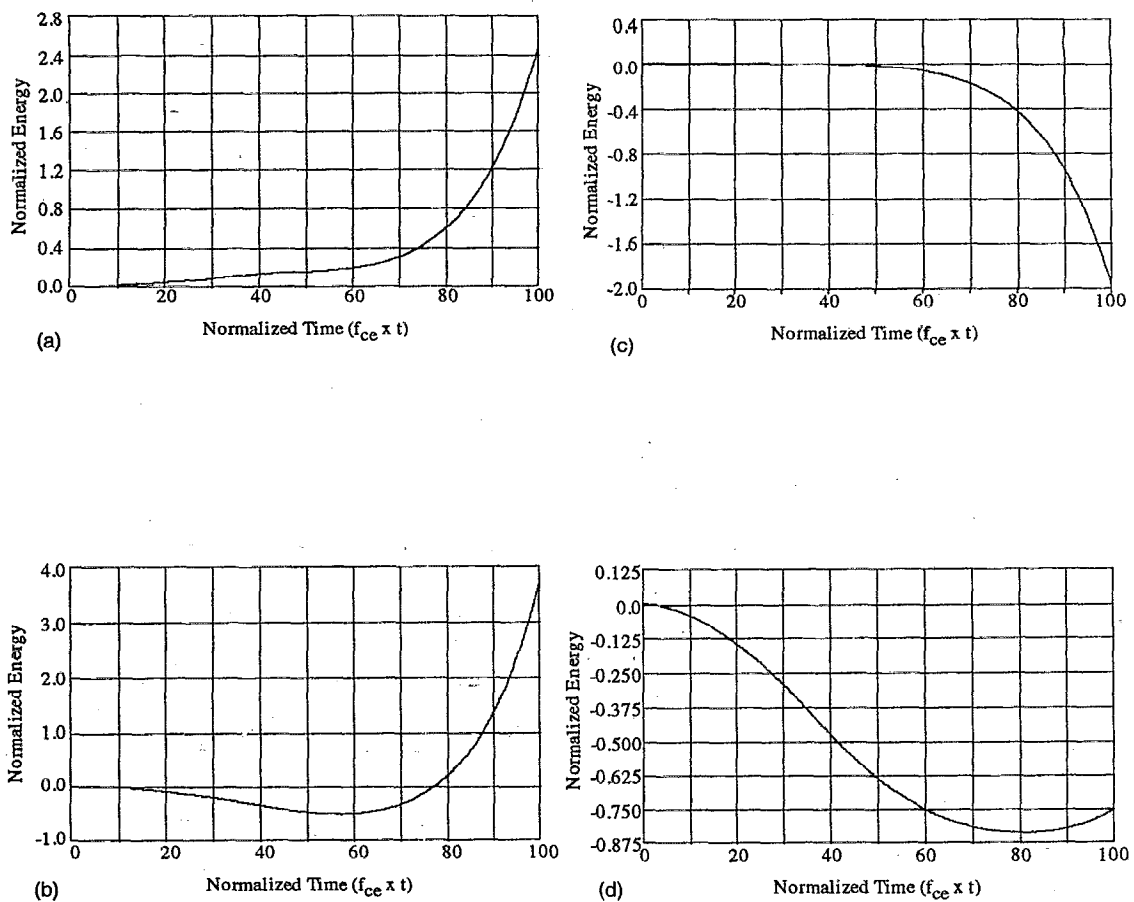 2.8
2.4
2.0
1.6
1.2
0.8
0.4
0.0
Normalized Energy
0 20 40 60 80 100
Normalized Time (fce x t)
(a)
0.4
0.0
-0.4
-0.8
-1.2
-1.6
-2.0
Normalized Energy
0 20 40 60 80 100
Normalized Time (fce x t)
(c)
4.0
3.0
2.0
1.0
0.0
-1.0
Normalized Energy
0 20 40 60 80 100
Normalized Time (fce x t)
(b)
0.125
0.0
-0.125
-0.250
-0.375
-0.500
-0.625
-0.750
-0.875
Normalized Energy
0 20 40 60 80 100
Normalized Time (fce x t)
(d)